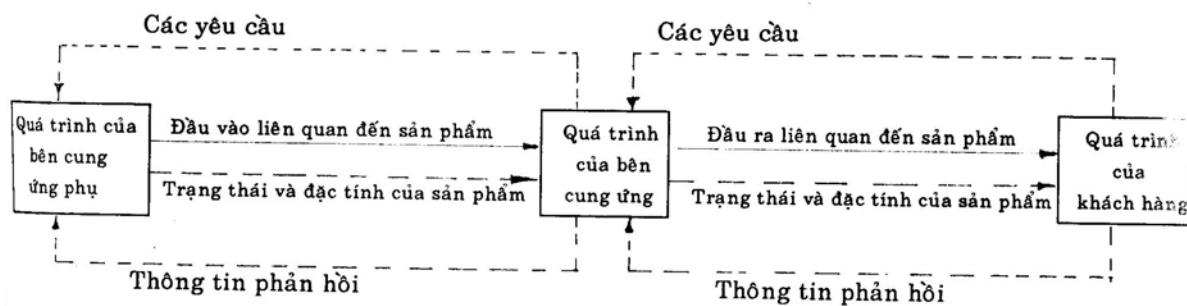 Các yêu cầu
Các yêu cầu
Quá trình của
bên cung
ứng phụ
Đầu vào liên quan đến sản phẩm
Trạng thái và đặc tính của sản phẩm
Quá trình
của bên
cung ứng
Đầu ra liên quan đến sản phẩm
Trạng thái và đặc tính của sản phẩm
Quá trình
của
khách hàng
Thông tin phản hồi
Thông tin phản hồi